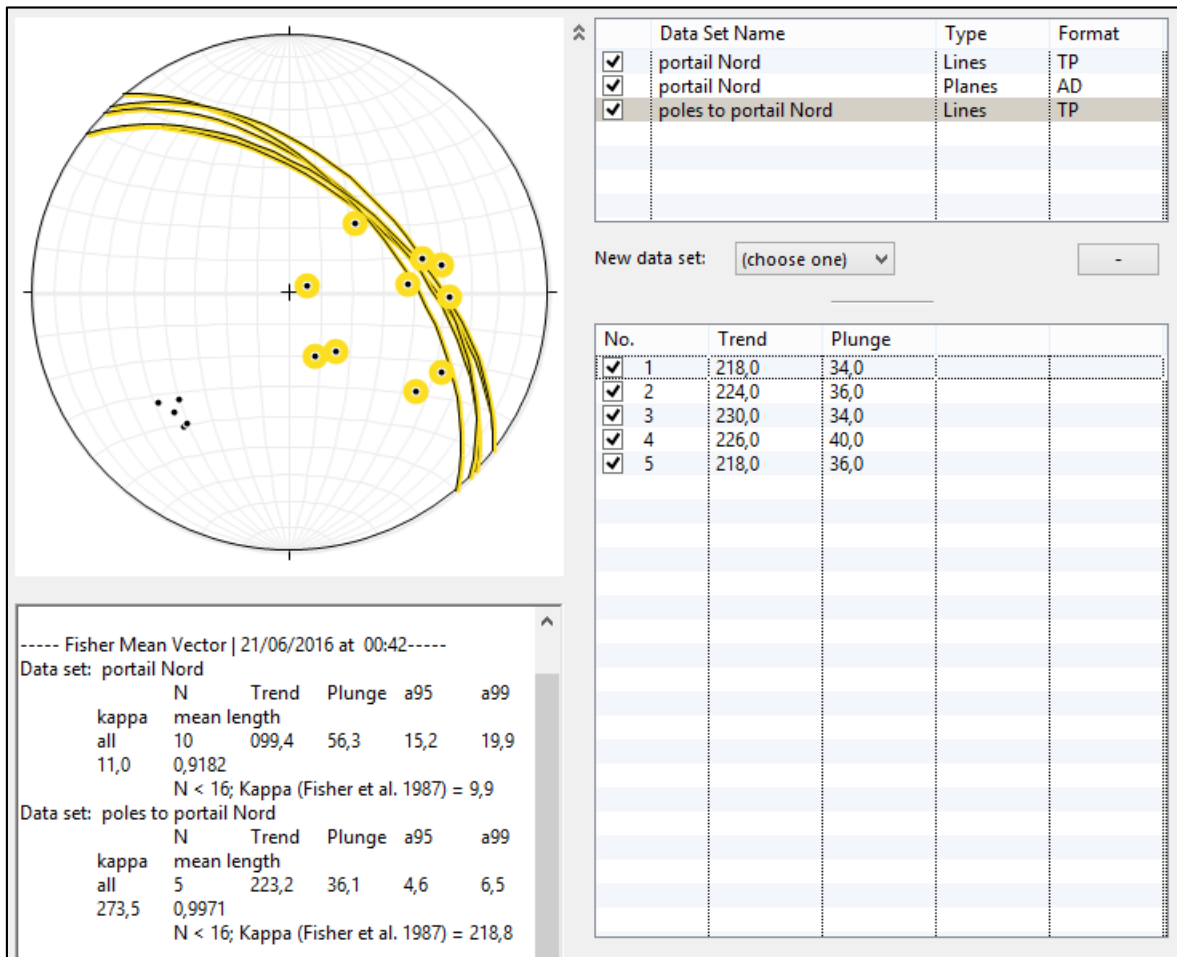 Data Set Name Type Format
portail Nord Lines TP
portail Nord Planes AD
poles to portail Nord Lines TP
New data set: (choose one) -
No. Trend Plunge
1 218,0 34,0
2 224,0 36,0
3 230,0 34,0
4 226,0 40,0
5 218,0 36,0
----- Fisher Mean Vector | 21/06/2016 at 00:42-----
Data set: portail Nord
N Trend Plunge a95 a99
kappa mean length
all 10 099,4 56,3 15,2 19,9
11,0 0,9182
N < 16; Kappa (Fisher et al. 1987) = 9,9
Data set: poles to portail Nord
N Trend Plunge a95 a99
kappa mean length
all 5 223,2 36,1 4,6 6,5
273,5 0,9971
N < 16; Kappa (Fisher et al. 1987) = 218,8